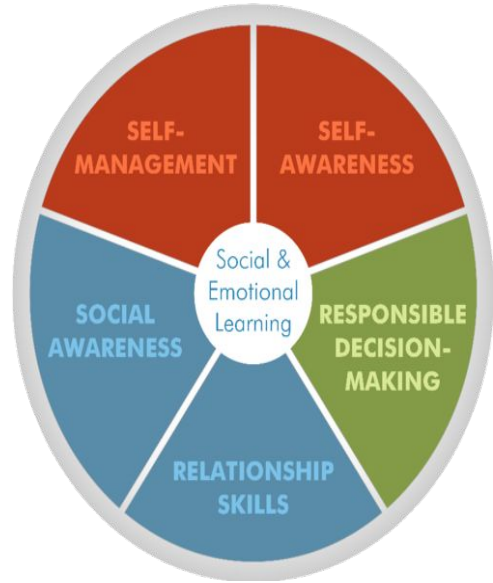 SELF-
MANAGEMENT
SELF-
AWARENESS
Social &
Emotional
Learning
SOCIAL
AWARENESS
RESPONSIBLE
DECISION-
MAKING
RELATIONSHIP
SKILLS